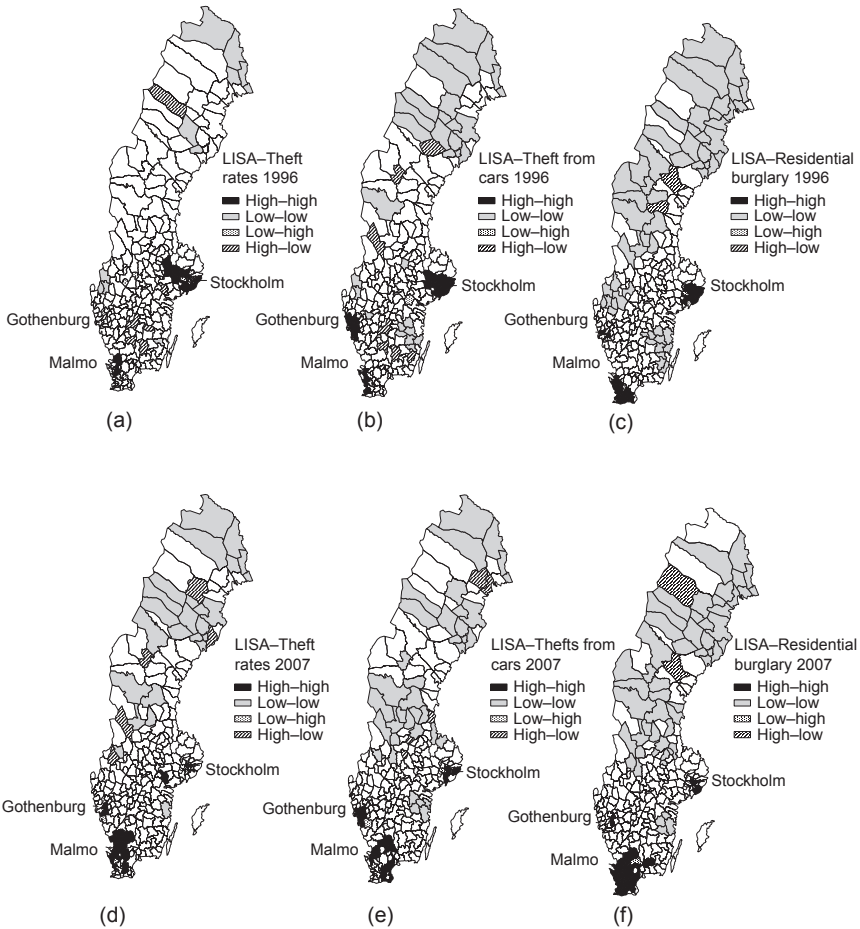 LISA–Theft
rates 1996
High–high
Low–low
Low–high
High–low
Stockholm
Gothenburg
Malmo
(a)
LISA–Theft from
cars 1996
High–high
Low–low
Low–high
High–low
Stockholm
Gothenburg
Malmo
(b)
LISA–Residential
burglary 1996
High–high
Low–low
Low–high
High–low
Stockholm
Gothenburg
Malmo
(c)
LISA–Theft
rates 2007
High–high
Low–low
Low–high
High–low
Stockholm
Gothenburg
Malmo
(d)
LISA–Thefts from
cars 2007
High–high
Low–low
Low–high
High–low
Stockholm
Gothenburg
Malmo
(e)
LISA–Residential
burglary 2007
High–high
Low–low
Low–high
High–low
Stockholm
Gothenburg
Malmo
(f)